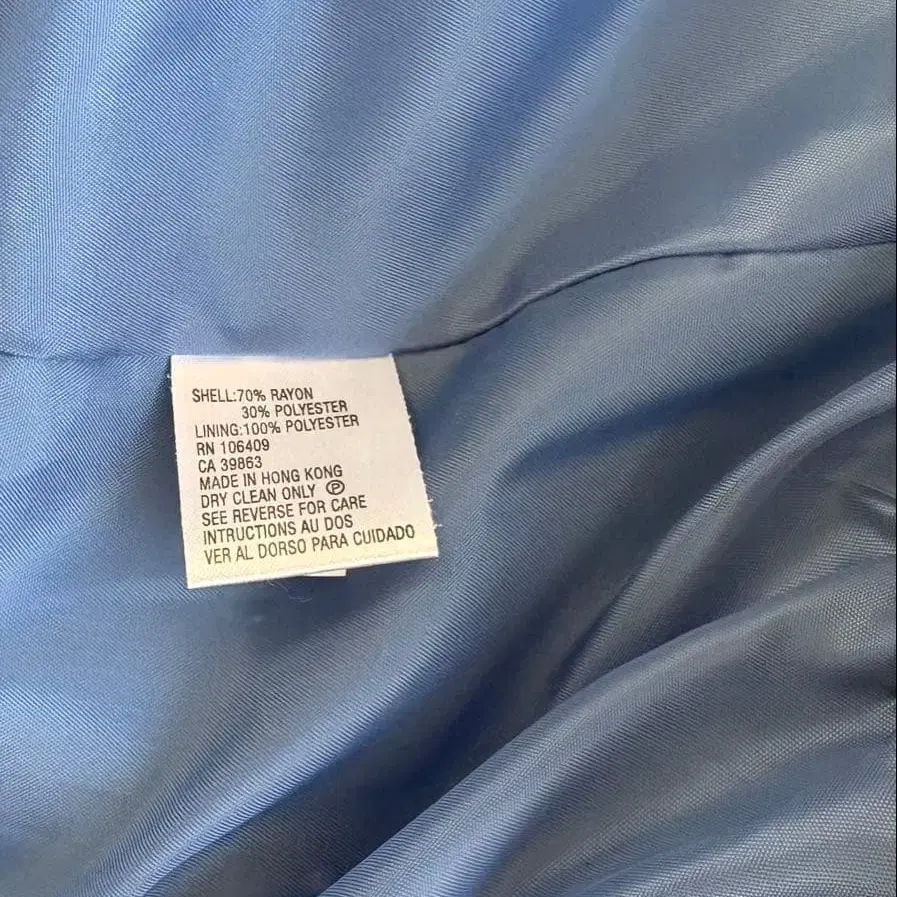 SHELL:70% RAYON
30% POLYESTER
LINING:100% POLYESTER
RN 106409
CA 39863
MADE IN HONG KONG
DRY CLEAN ONLY Ⓟ
SEE REVERSE FOR CARE
INTRUCTIONS AU DOS
VER AL DORSO PARA CUIDADO